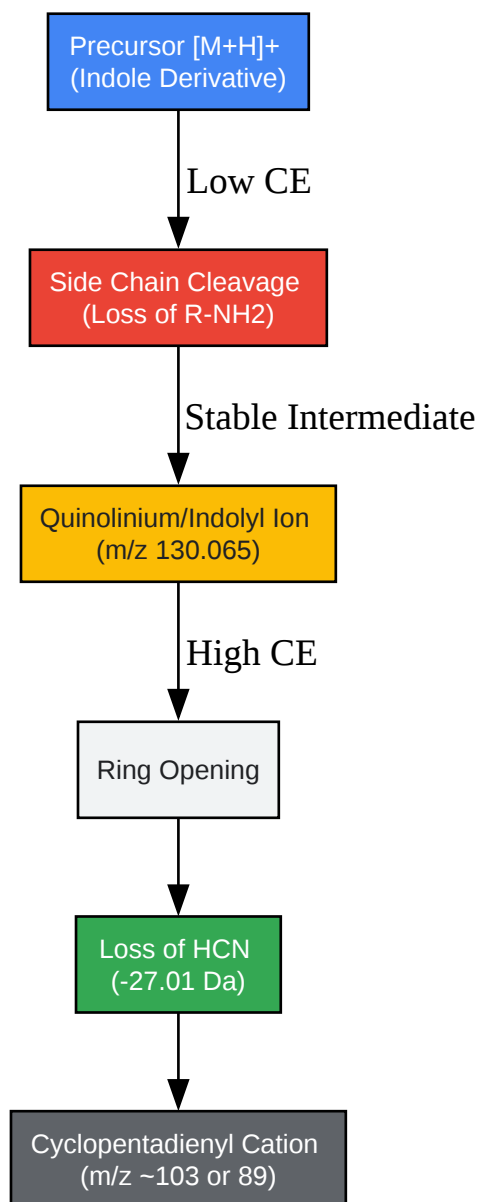 Precursor [M+H]+
(Indole Derivative)
Low CE
Side Chain Cleavage
(Loss of R-NH2)
Stable Intermediate
Quinolinium/Indolyl Ion
(m/z 130.065)
High CE
Ring Opening
Loss of HCN
(-27.01 Da)
Cyclopentadienyl Cation
(m/z ~103 or 89)